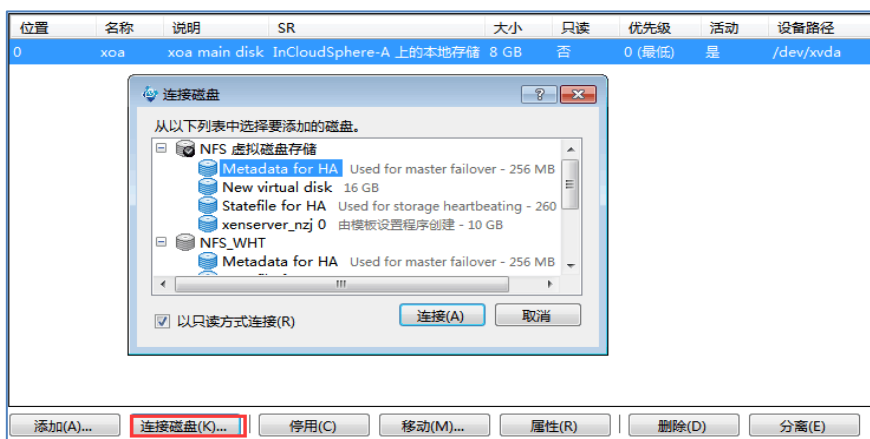 位置 名称 说明 SR 大小 只读 优先级 活动 设备路径
0 xoa xoa main disk InCloudSphere-A 上的本地存储 8 GB 否 0 (最低) 是 /dev/xvda
连接磁盘
从以下列表中选择要添加的磁盘。
NFS 虚拟磁盘存储
Metadata for HA Used for master failover - 256 MB
New virtual disk 16 GB
Statefile for HA Used for storage heartbeating - 260
xenserver_nzj 0 由模板设置程序创建 - 10 GB
NFS_WHT
Metadata for HA Used for master failover - 256 MB
以只读方式连接(R) 连接(A) 取消
添加(A)... 连接磁盘(K)... 停用(C) 移动(M)... 属性(R) 删除(D) 分离(E)